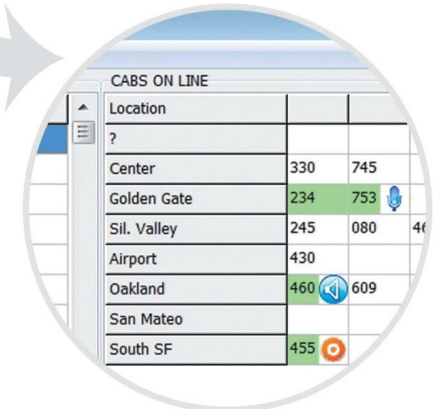 CABS ON LINE
Location
?
Center 330 745
Golden Gate 234 753
Sil. Valley 245 080
Airport 430
Oakland 460 609
San Mateo
South SF 455